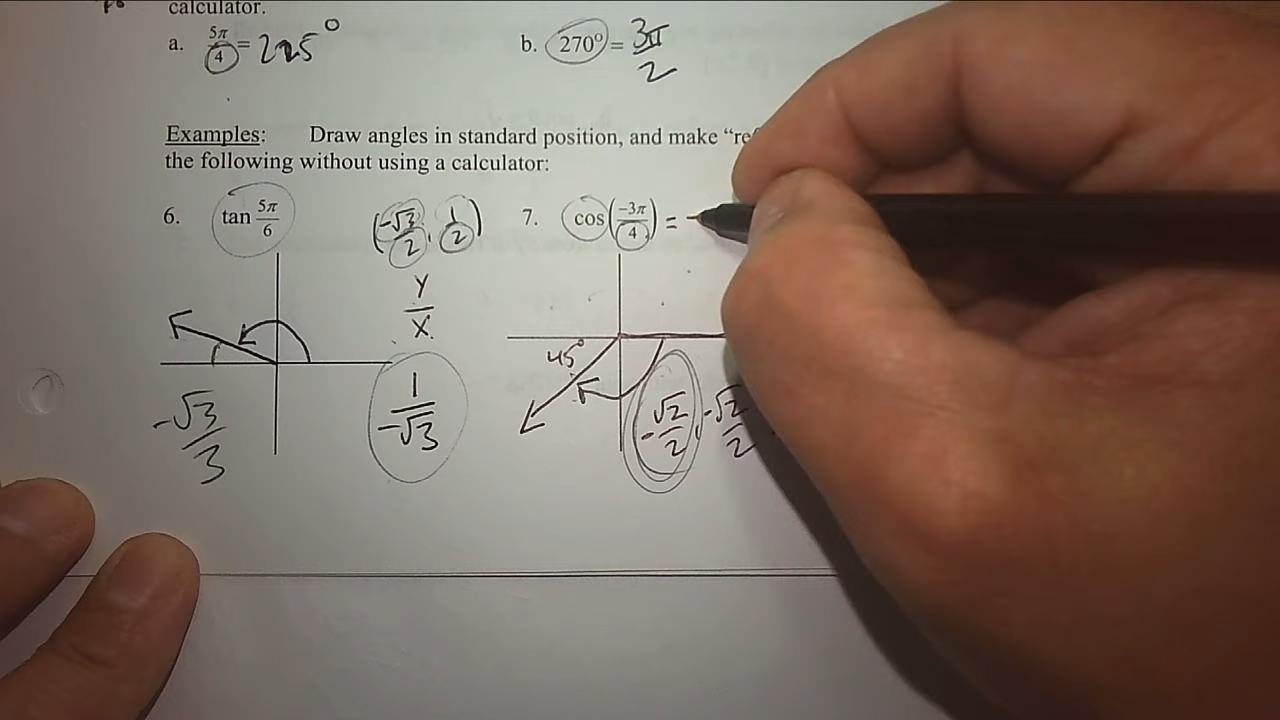 calculator.
a. 5π/4 = 225° b. 270° = 3π/2
Examples: Draw angles in standard position, and make
the following without using a calculator:
6. tan 5π/6 (-√3/2, 1/2) 7. cos(-3π/4) = -
Y/X
45°
-√3/3 1/-√3 -√2/2, -√2/2